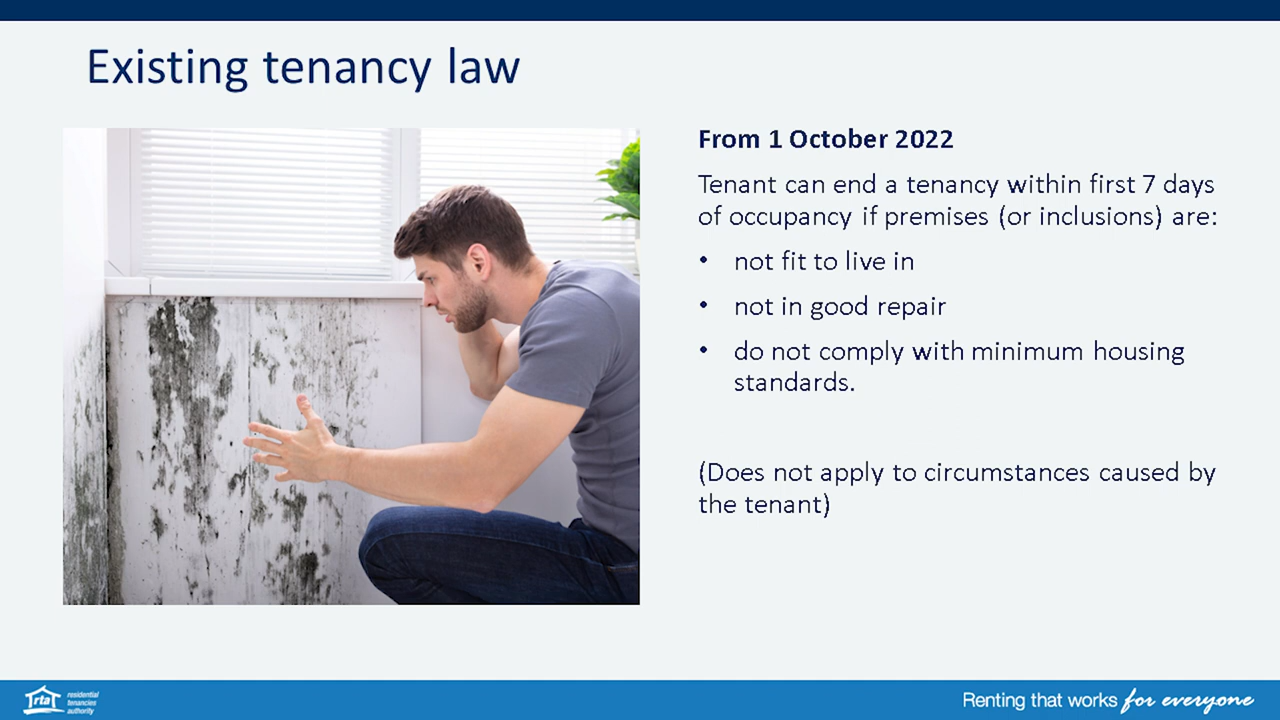 Existing tenancy law
From 1 October 2022
Tenant can end a tenancy within first 7 days
of occupancy if premises (or inclusions) are:
• not fit to live in
• not in good repair
• do not comply with minimum housing
standards.
(Does not apply to circumstances caused by
the tenant)
rta
residential
tenancies
authority
Renting that works for everyone